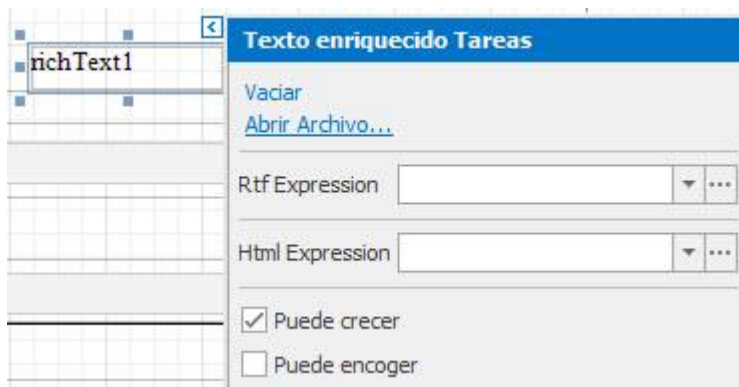 richText1
Texto enriquecido Tareas
Vaciar
Abrir Archivo...
Rtf Expression
Html Expression
Puede crecer
Puede encoger